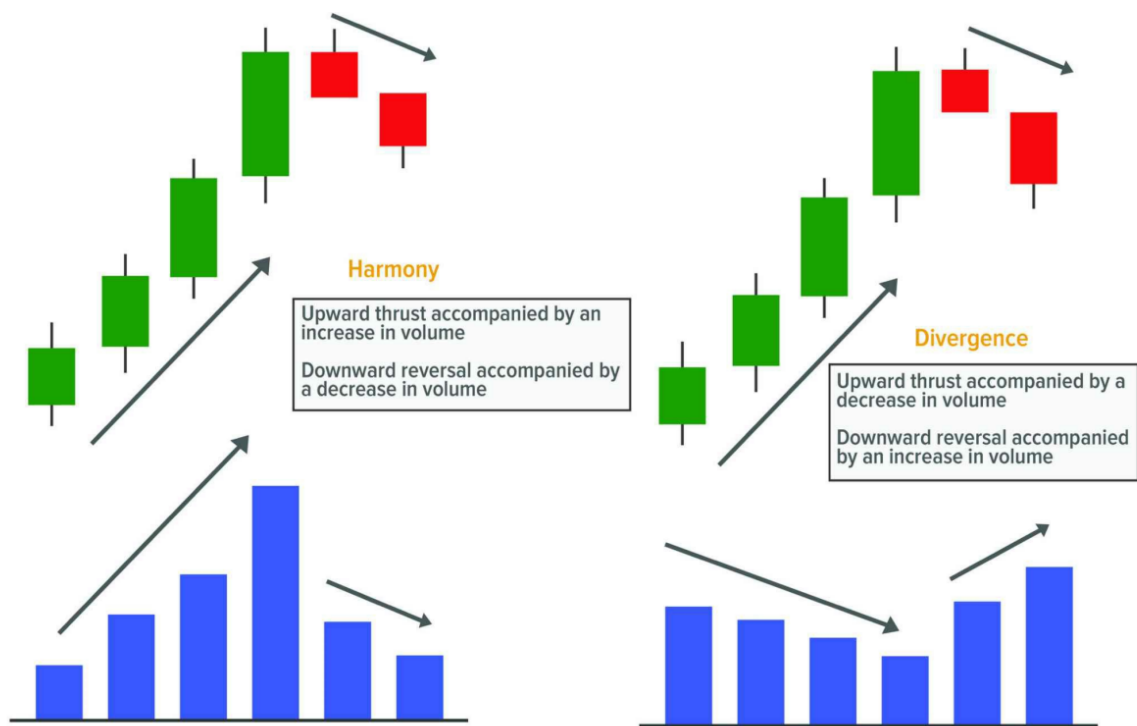 Harmony
Upward thrust accompanied by an
increase in volume
Downward reversal accompanied by
a decrease in volume
Divergence
Upward thrust accompanied by a
decrease in volume
Downward reversal accompanied
by an increase in volume